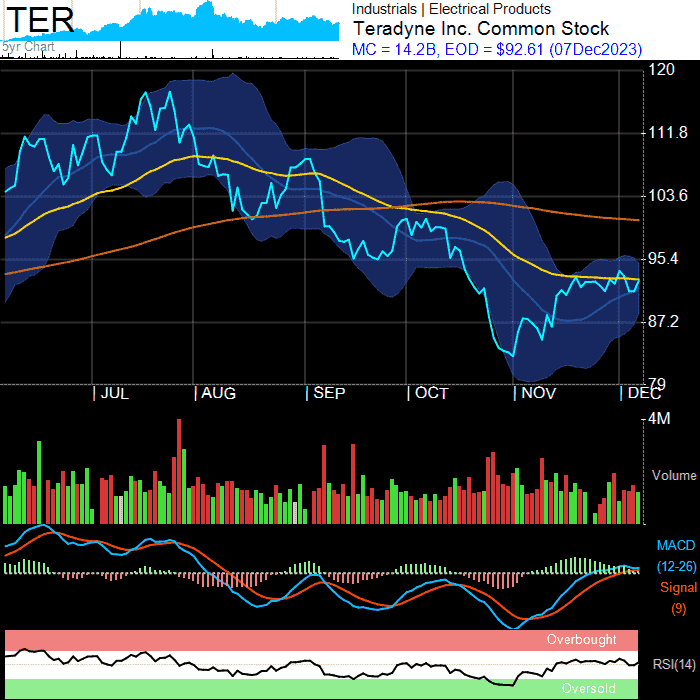 TER
5yr Chart
Industrials | Electrical Products
Teradyne Inc. Common Stock
MC = 14.2B, EOD = $92.61 (07Dec2023)
120
111.8
103.6
95.4
87.2
79
JUL AUG SEP OCT NOV DEC
4M
Volume
MACD
(12-26)
Signal
(9)
Overbought
RSI(14)
Oversold